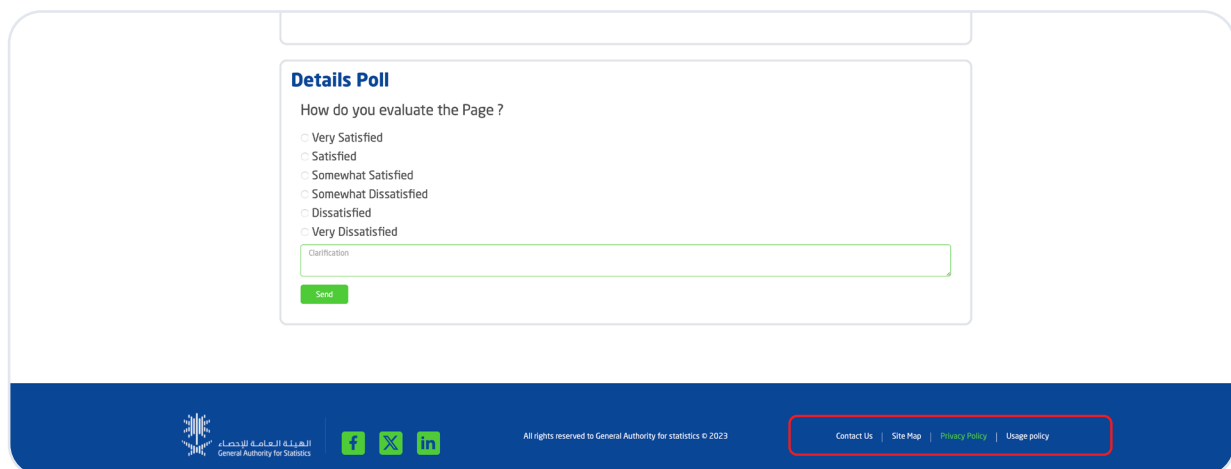 Details Poll
How do you evaluate the Page ?
Very Satisfied
Satisfied
Somewhat Satisfied
Somewhat Dissatisfied
Dissatisfied
Very Dissatisfied
Clarification
Send
الهيئة العامة للإحصاء
General Authority for Statistics
f X in
All rights reserved to General Authority for statistics © 2023
Contact Us | Site Map | Privacy Policy | Usage policy